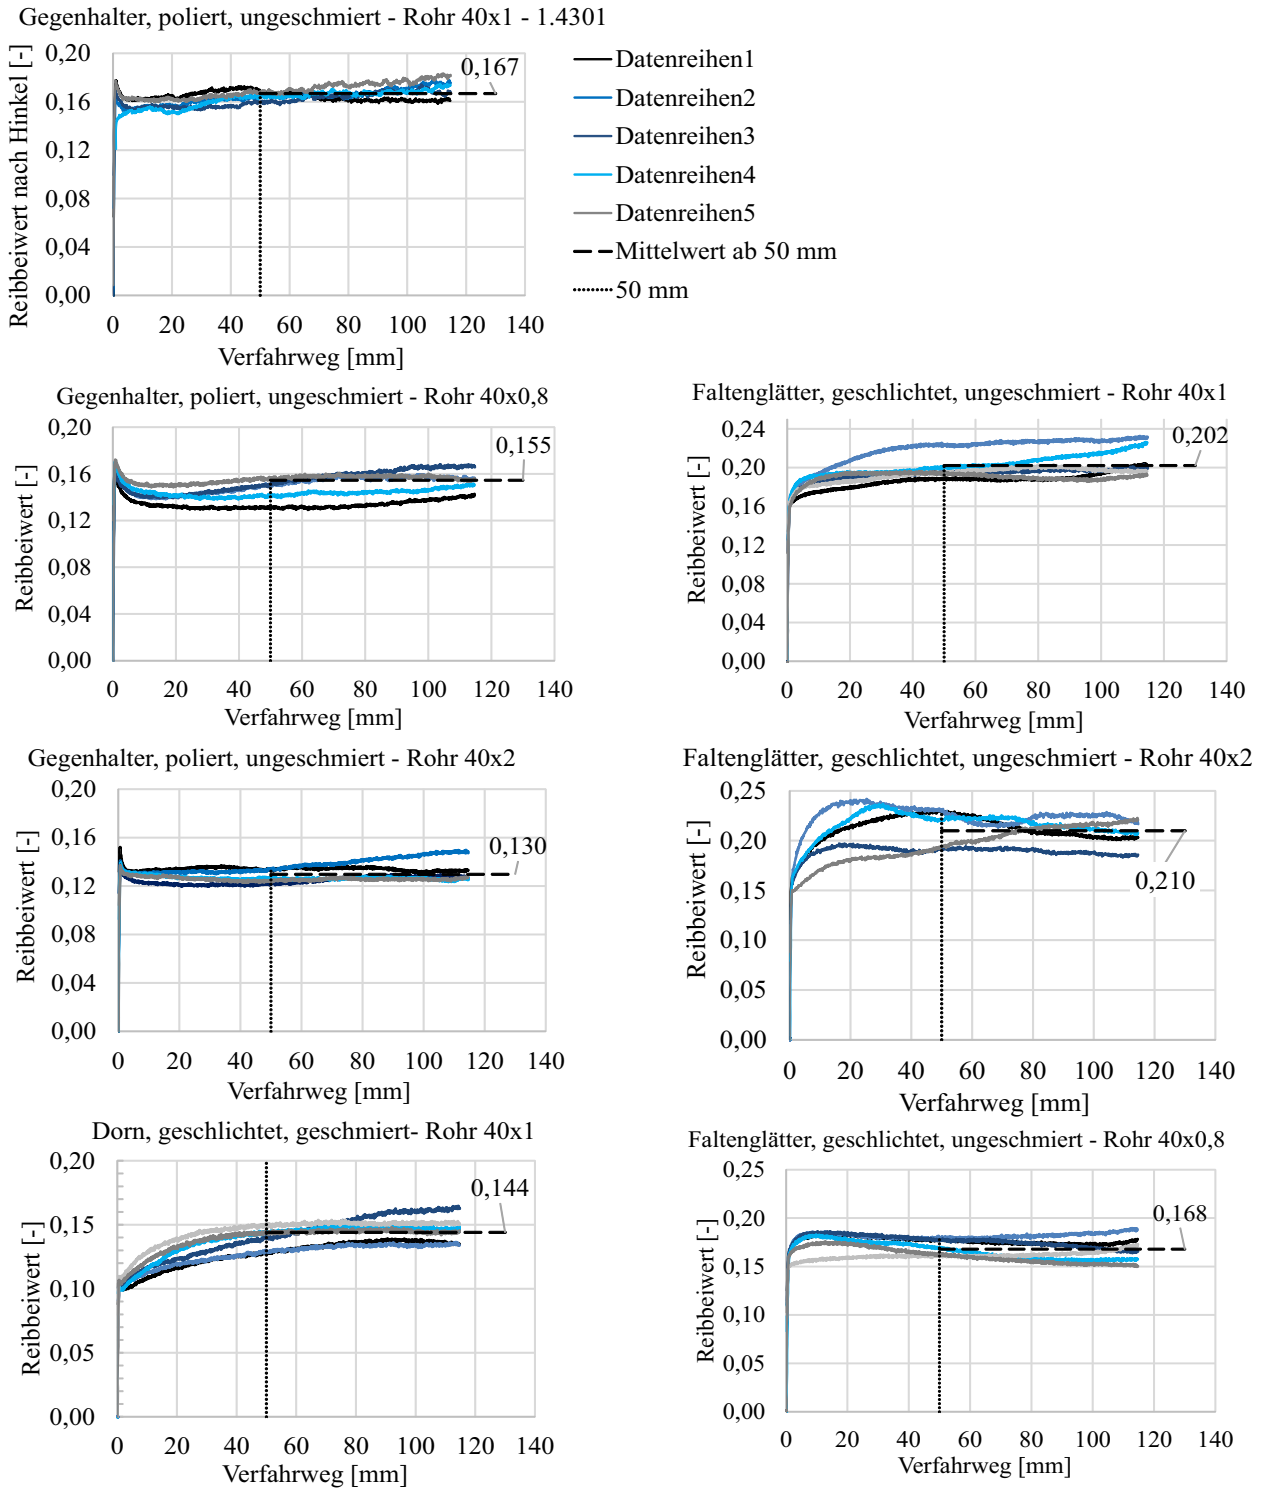 Gegenhalter, poliert, ungeschmiert - Rohr 40x1 - 1.4301
Reibbeiwert nach Hinkel [-]
0,20
0,16
0,12
0,08
0,04
0,00
0 20 40 60 80 100 120 140
0,167
Verfahrweg [mm]
Datenreihen1
Datenreihen2
Datenreihen3
Datenreihen4
Datenreihen5
Mittelwert ab 50 mm
50 mm
Gegenhalter, poliert, ungeschmiert - Rohr 40x0,8
Reibbeiwert [-]
0,20
0,16
0,12
0,08
0,04
0,00
0 20 40 60 80 100 120 140
0,155
Verfahrweg [mm]
Faltenglätter, geschlichtet, ungeschmiert - Rohr 40x1
Reibbeiwert [-]
0,24
0,20
0,16
0,12
0,08
0,04
0,00
0 20 40 60 80 100 120 140
0,202
Verfahrweg [mm]
Gegenhalter, poliert, ungeschmiert - Rohr 40x2
Reibbeiwert [-]
0,20
0,16
0,12
0,08
0,04
0,00
0 20 40 60 80 100 120 140
0,130
Verfahrweg [mm]
Faltenglätter, geschlichtet, ungeschmiert - Rohr 40x2
Reibbeiwert [-]
0,25
0,20
0,15
0,10
0,05
0,00
0 20 40 60 80 100 120 140
0,210
Verfahrweg [mm]
Dorn, geschlichtet, geschmiert- Rohr 40x1
Reibbeiwert [-]
0,20
0,15
0,10
0,05
0,00
0 20 40 60 80 100 120 140
0,144
Verfahrweg [mm]
Faltenglätter, geschlichtet, ungeschmiert - Rohr 40x0,8
Reibbeiwert [-]
0,25
0,20
0,15
0,10
0,05
0,00
0 20 40 60 80 100 120 140
0,168
Verfahrweg [mm]